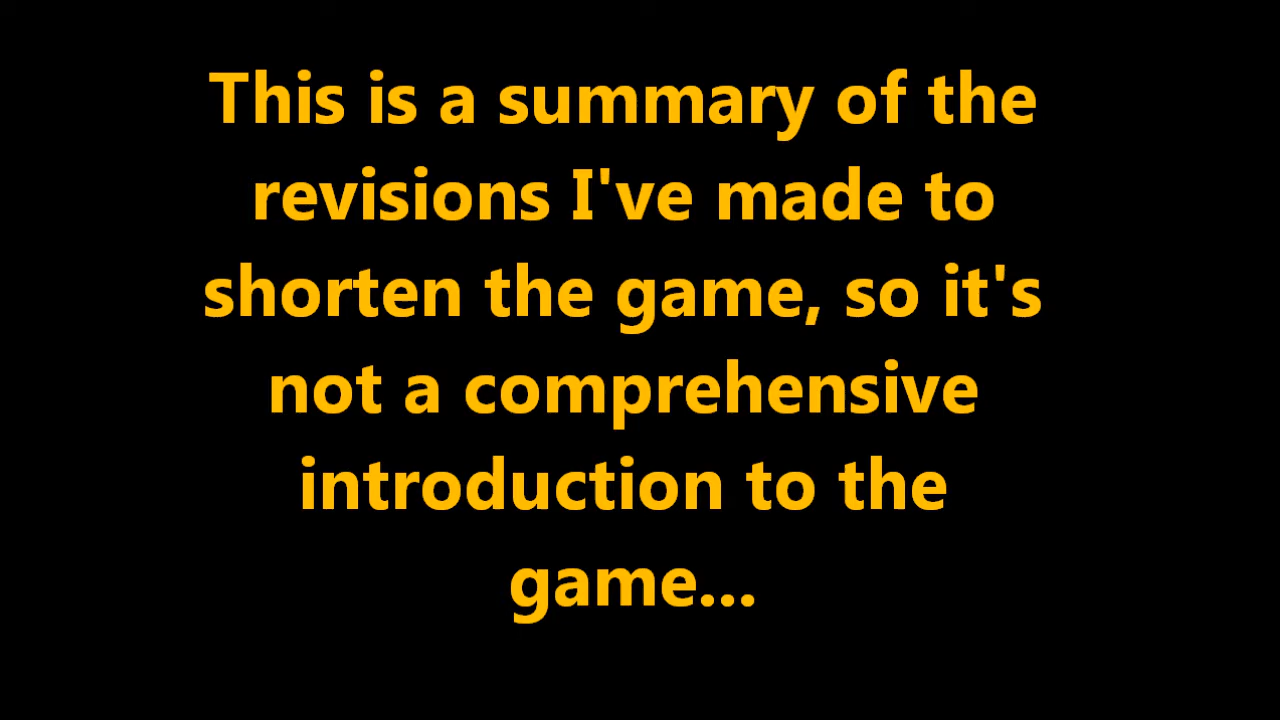 This is a summary of the
revisions I've made to
shorten the game, so it's
not a comprehensive
introduction to the
game...